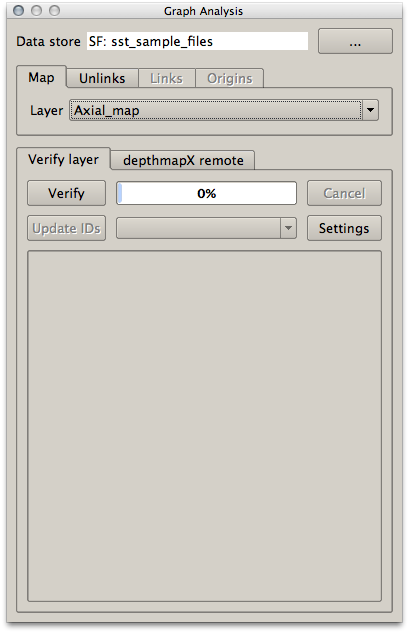 Graph Analysis
Data store SF: sst_sample_files ...
Map Unlinks Links Origins
Layer Axial_map
Verify layer depthmapX remote
Verify 0% Cancel
Update IDs Settings